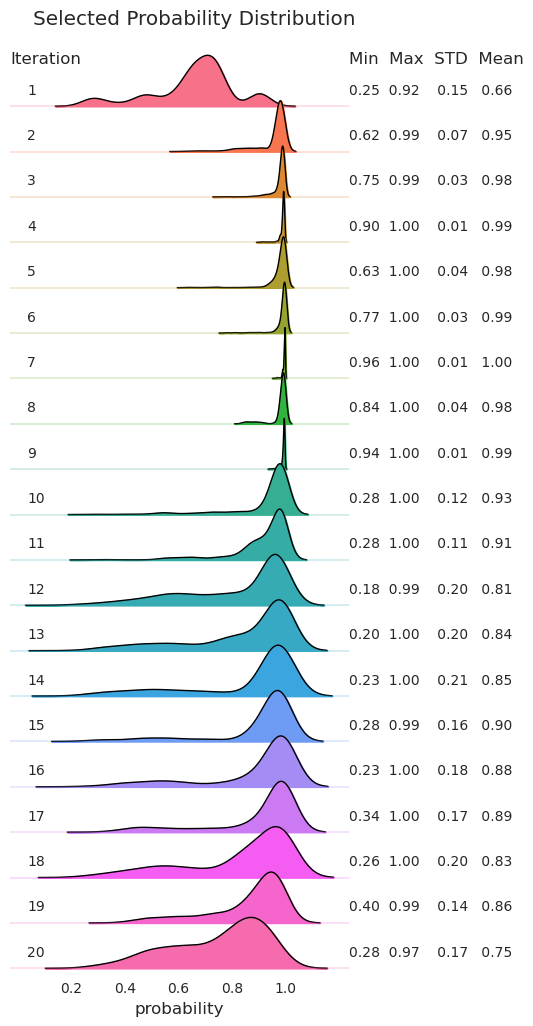 Selected Probability Distribution
Iteration Min Max STD Mean
1 0.25 0.92 0.15 0.66
2 0.62 0.99 0.07 0.95
3 0.75 0.99 0.03 0.98
4 0.90 1.00 0.01 0.99
5 0.63 1.00 0.04 0.98
6 0.77 1.00 0.03 0.99
7 0.96 1.00 0.01 1.00
8 0.84 1.00 0.04 0.98
9 0.94 1.00 0.01 0.99
10 0.28 1.00 0.12 0.93
11 0.28 1.00 0.11 0.91
12 0.18 0.99 0.20 0.81
13 0.20 1.00 0.20 0.84
14 0.23 1.00 0.21 0.85
15 0.28 0.99 0.16 0.90
16 0.23 1.00 0.18 0.88
17 0.34 1.00 0.17 0.89
18 0.26 1.00 0.20 0.83
19 0.40 0.99 0.14 0.86
20 0.28 0.97 0.17 0.75
0.2 0.4 0.6 0.8 1.0
probability